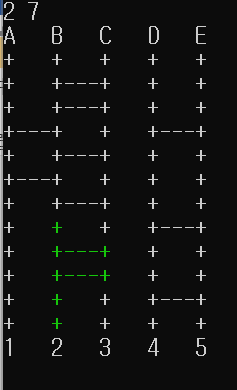 2 7
A B C D E
+ + + + +
+ +---+ + +
+ +---+ + +
+---+ + +---+
+ +---+ + +
+---+ + + +
+ +---+ + +
+ + + +---+
+ +---+ + +
+ +---+ + +
+ + + +---+
+ + + + +
1 2 3 4 5